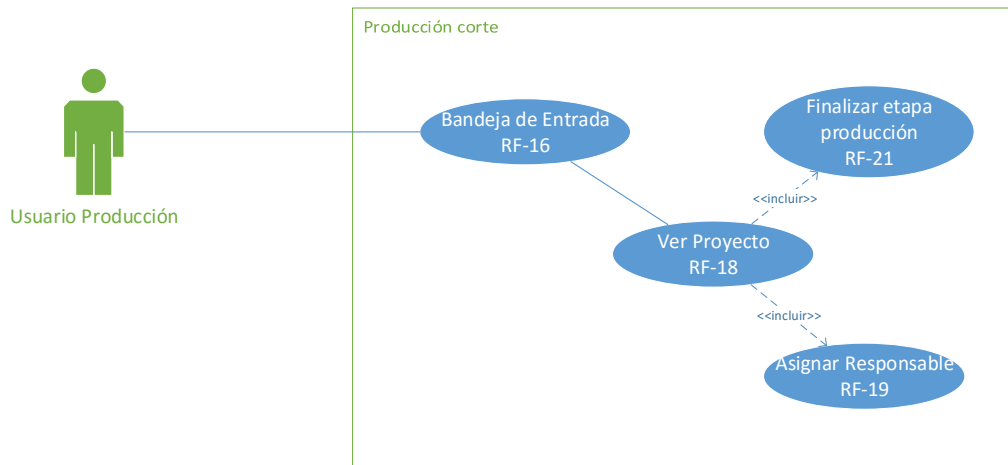 Producción corte
Bandeja de Entrada
RF-16
Finalizar etapa
producción
RF-21
Usuario Producción
<<incluir>>
Ver Proyecto
RF-18
<<incluir>>
Asignar Responsable
RF-19